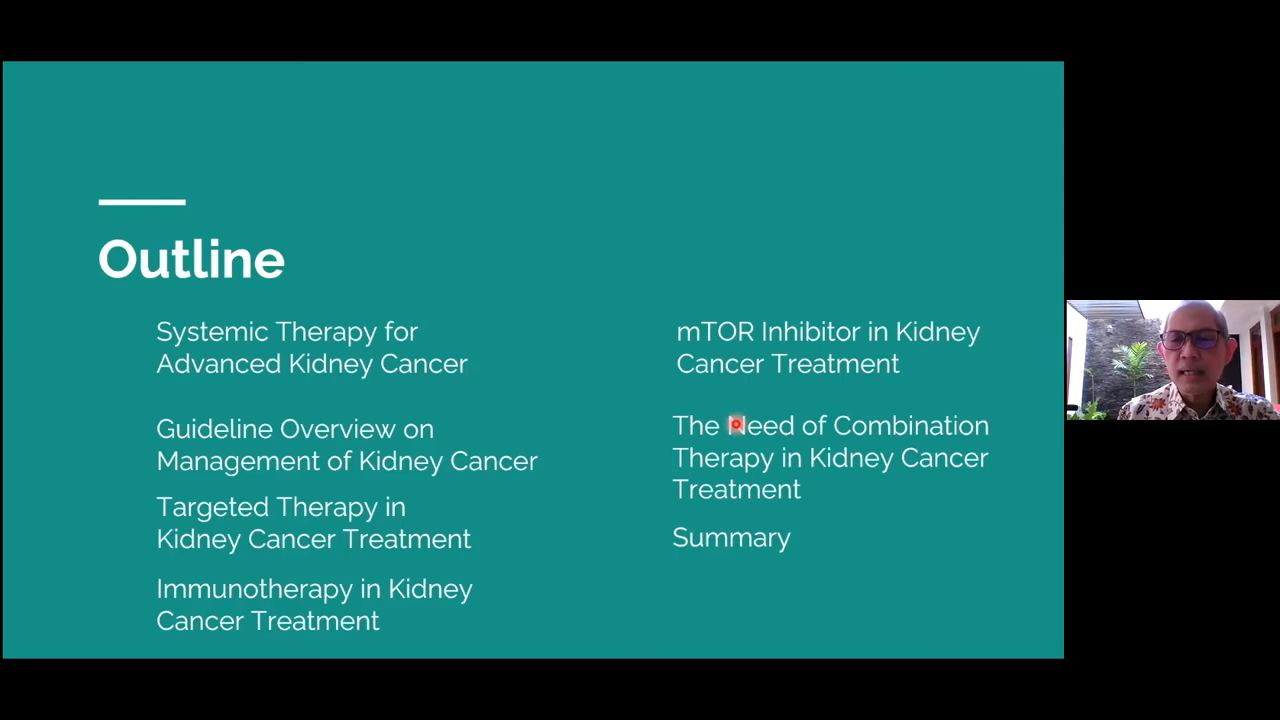 Outline
Systemic Therapy for
Advanced Kidney Cancer
Guideline Overview on
Management of Kidney Cancer
Targeted Therapy in
Kidney Cancer Treatment
Immunotherapy in Kidney
Cancer Treatment
mTOR Inhibitor in Kidney
Cancer Treatment
The Need of Combination
Therapy in Kidney Cancer
Treatment
Summary